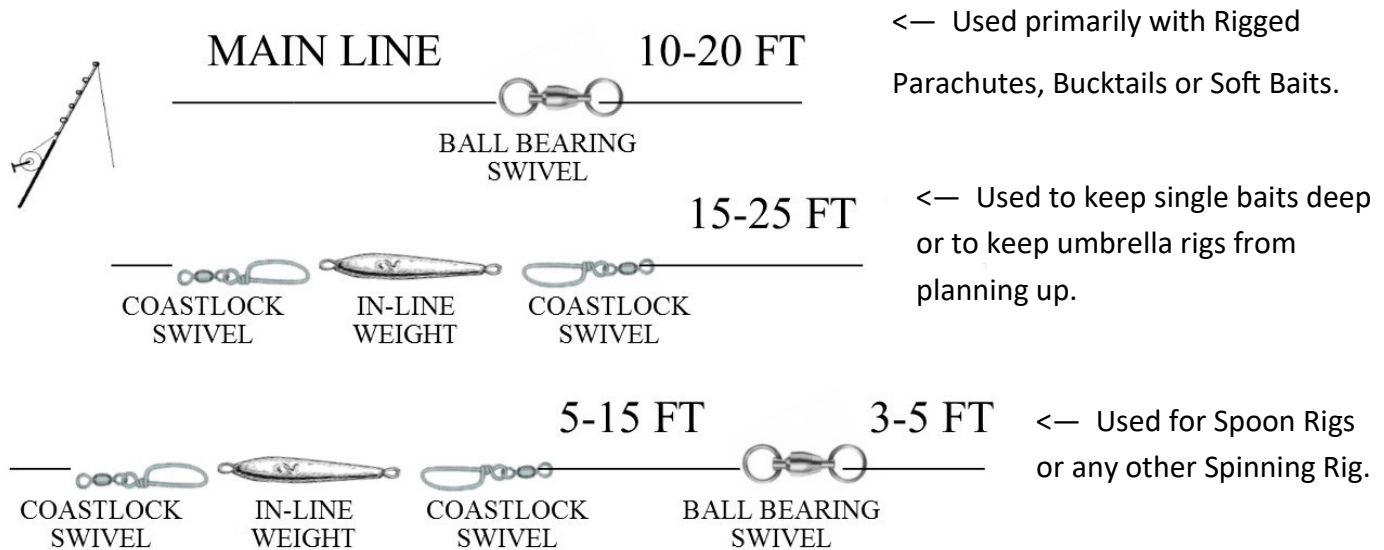 MAIN LINE
10-20 FT
<— Used primarily with Rigged
Parachutes, Bucktails or Soft Baits.
BALL BEARING
SWIVEL
15-25 FT
<— Used to keep single baits deep
or to keep umbrella rigs from
planning up.
COASTLOCK
SWIVEL
IN-LINE
WEIGHT
COASTLOCK
SWIVEL
5-15 FT
3-5 FT
<— Used for Spoon Rigs
or any other Spinning Rig.
COASTLOCK
SWIVEL
IN-LINE
WEIGHT
COASTLOCK
SWIVEL
BALL BEARING
SWIVEL